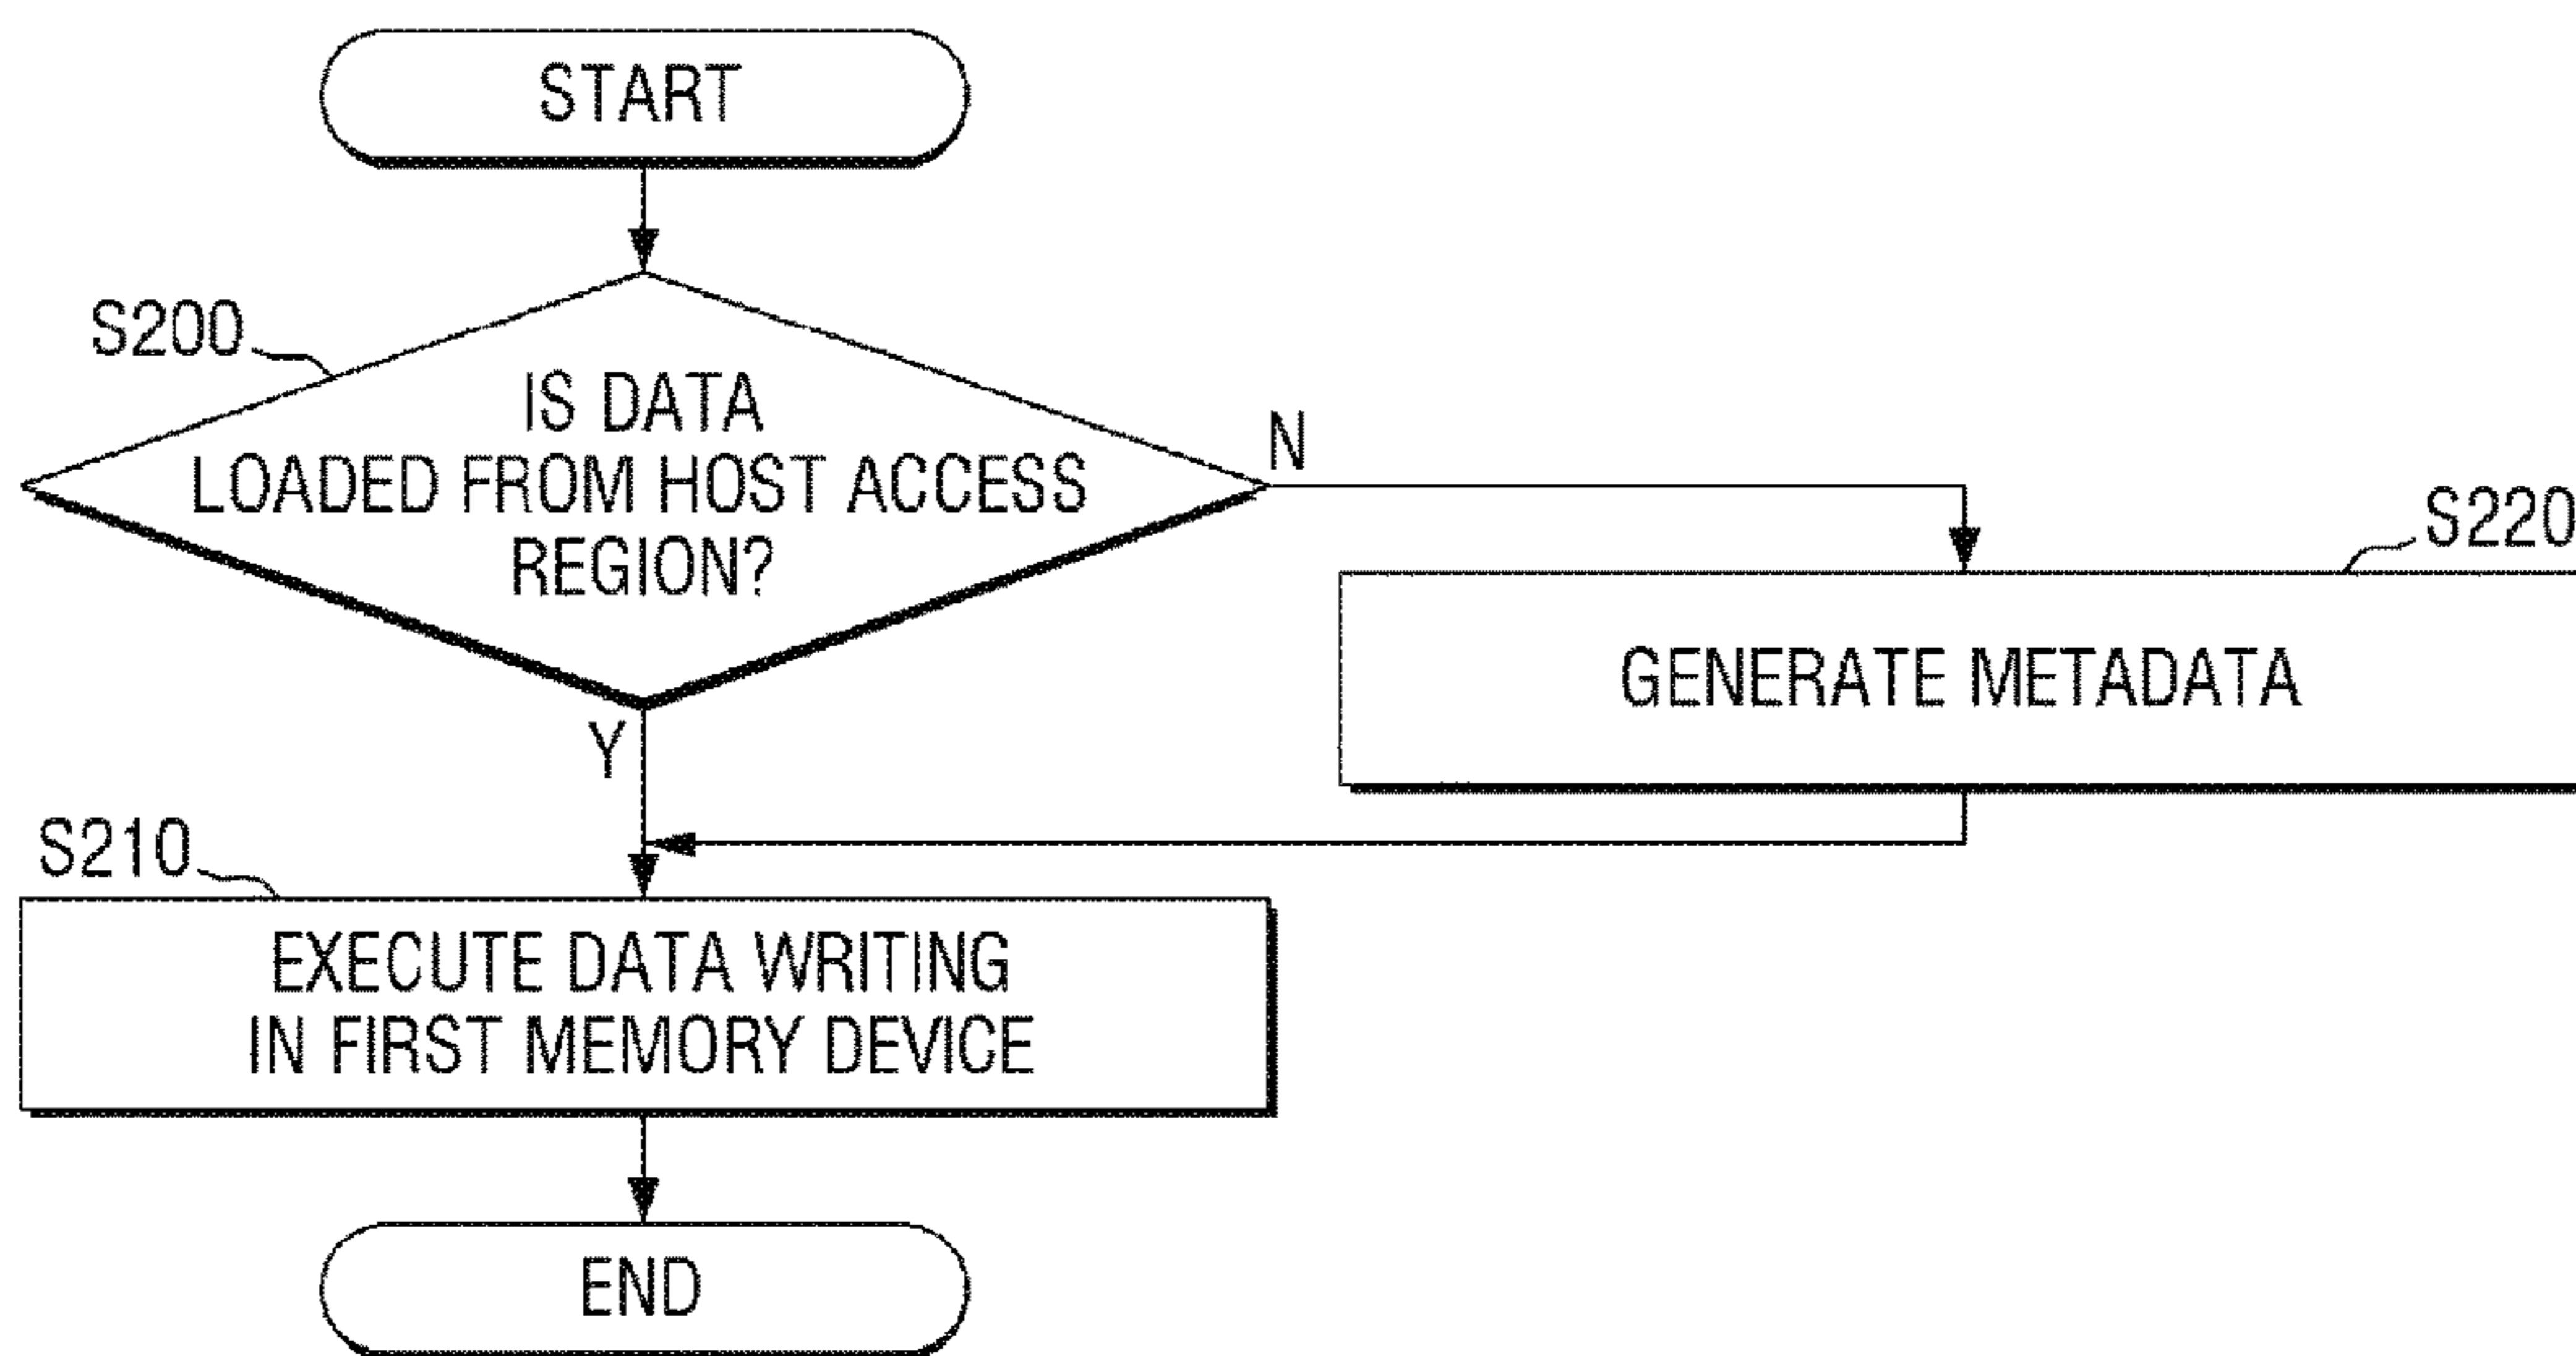 START
S200
IS DATA
LOADED FROM HOST ACCESS
REGION?
N
S220
GENERATE METADATA
Y
S210
EXECUTE DATA WRITING
IN FIRST MEMORY DEVICE
END